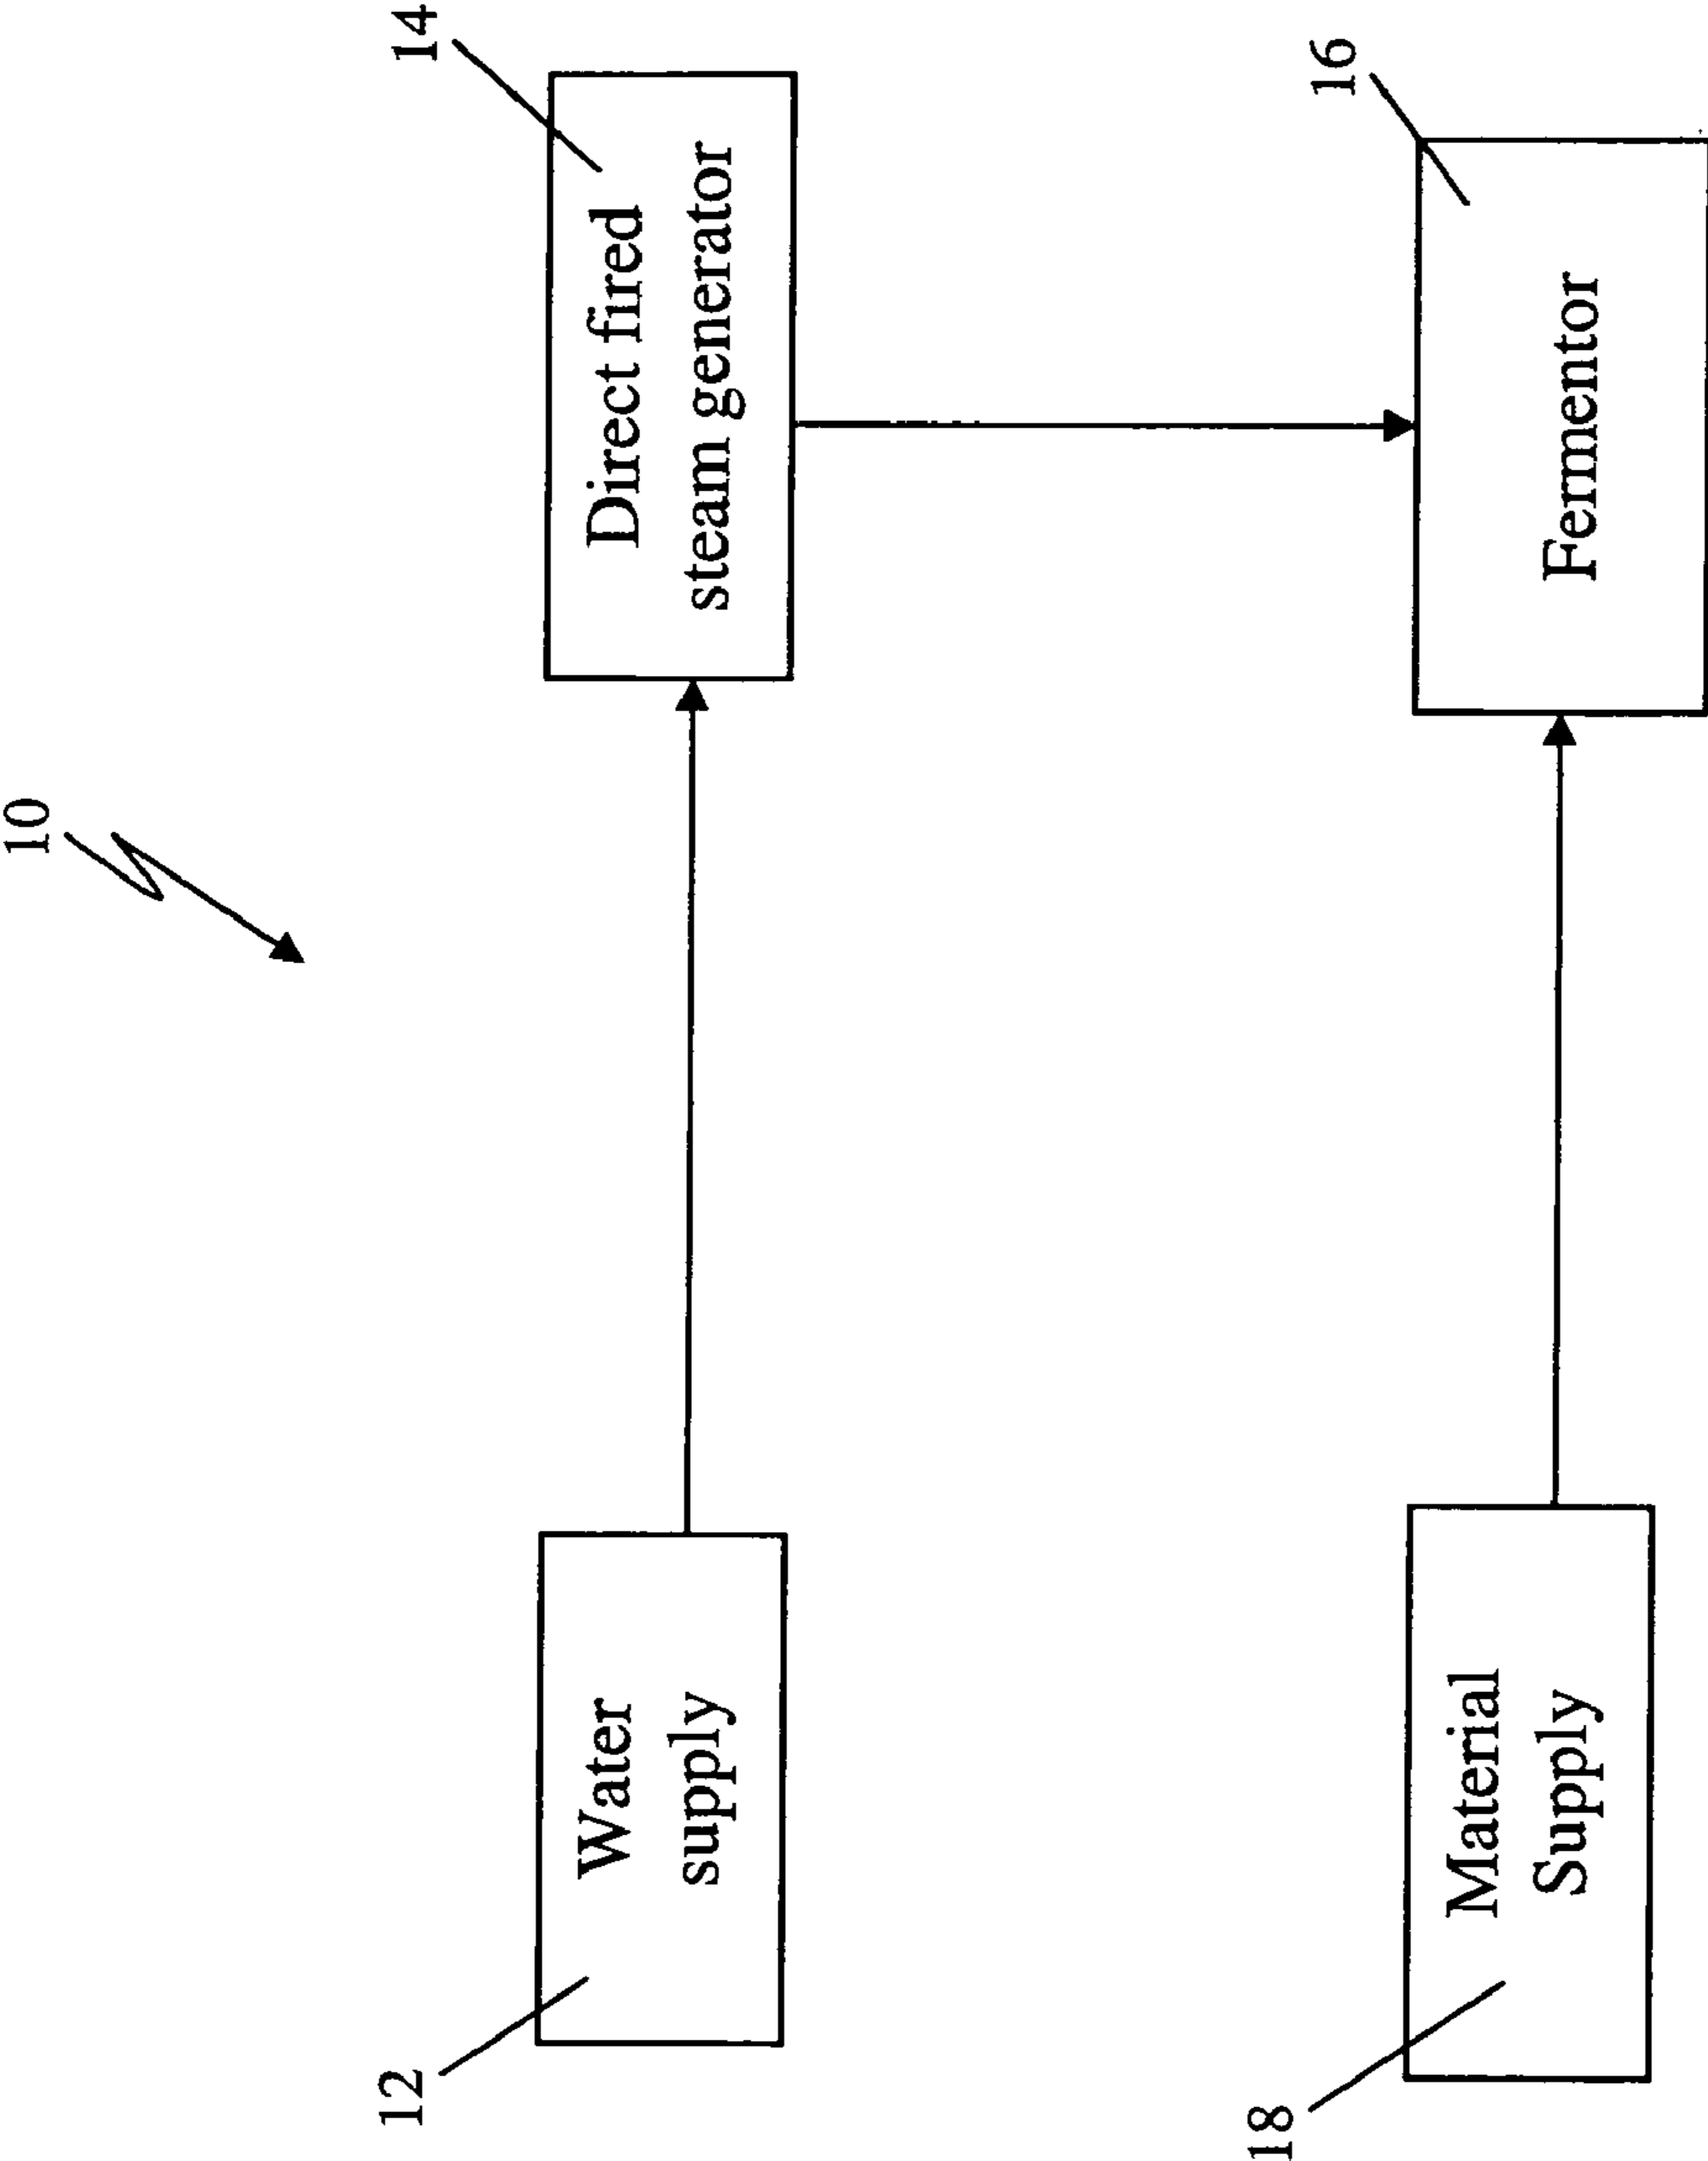 10
12
Water
supply
14
Direct fired
steam generator
18
Material
Supply
16
Fermentor